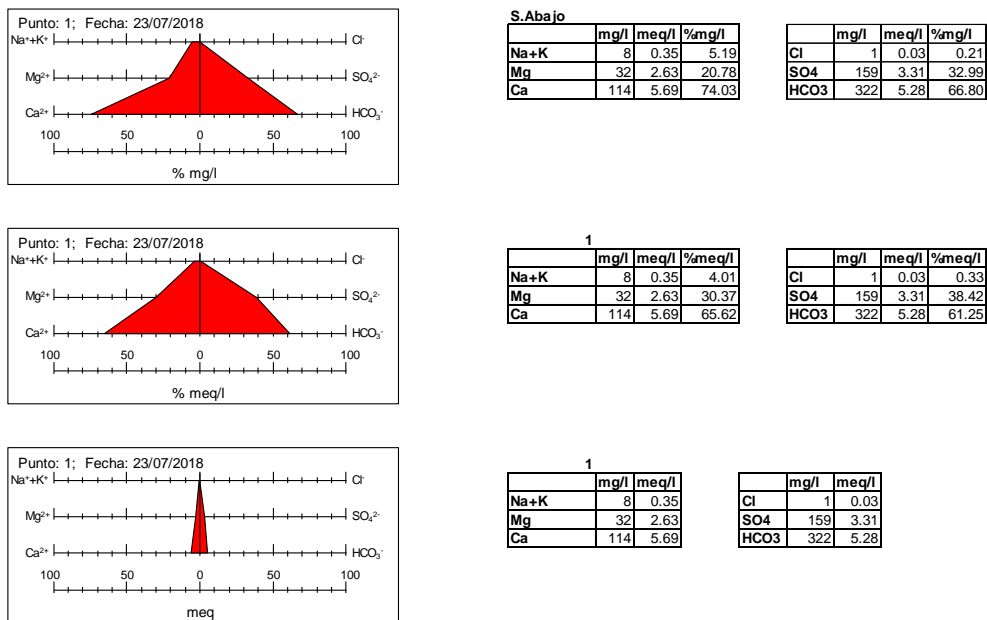 Punto: 1; Fecha: 23/07/2018
Na⁺+K⁺ Cl⁻
Mg²⁺ SO₄²⁻
Ca²⁺ HCO₃⁻
100 50 0 50 100
% mg/l
S.Abajo
mg/l meq/l %mg/l
Na+K 8 0.35 5.19
Mg 32 2.63 20.78
Ca 114 5.69 74.03
mg/l meq/l %mg/l
Cl 1 0.03 0.21
SO4 159 3.31 32.99
HCO3 322 5.28 66.80
Punto: 1; Fecha: 23/07/2018
Na⁺+K⁺ Cl⁻
Mg²⁺ SO₄²⁻
Ca²⁺ HCO₃⁻
100 50 0 50 100
% meq/l
1
mg/l meq/l %meq/l
Na+K 8 0.35 4.01
Mg 32 2.63 30.37
Ca 114 5.69 65.62
mg/l meq/l %meq/l
Cl 1 0.03 0.33
SO4 159 3.31 38.42
HCO3 322 5.28 61.25
Punto: 1; Fecha: 23/07/2018
Na⁺+K⁺ Cl⁻
Mg²⁺ SO₄²⁻
Ca²⁺ HCO₃⁻
100 50 0 50 100
meq
1
mg/l meq/l
Na+K 8 0.35
Mg 32 2.63
Ca 114 5.69
mg/l meq/l
Cl 1 0.03
SO4 159 3.31
HCO3 322 5.28